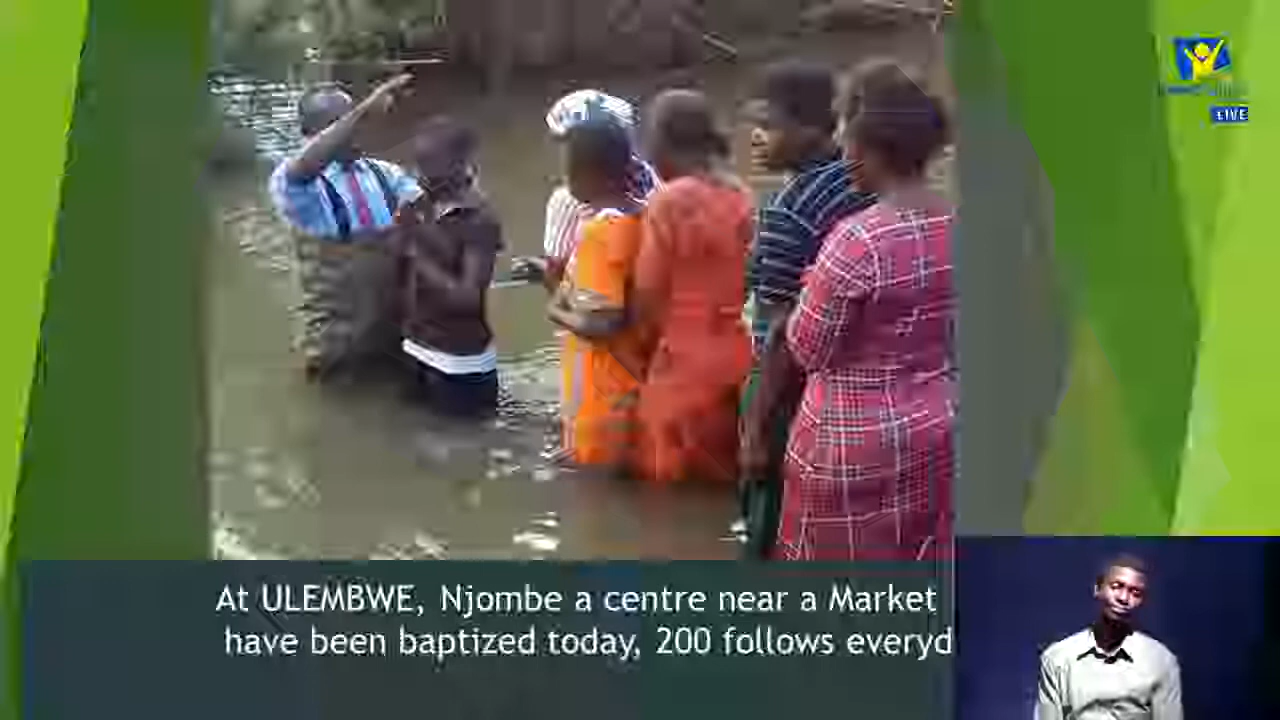 LIVE
At ULEMBWE, Njombe a centre near a Market
have been baptized today, 200 follows everyd